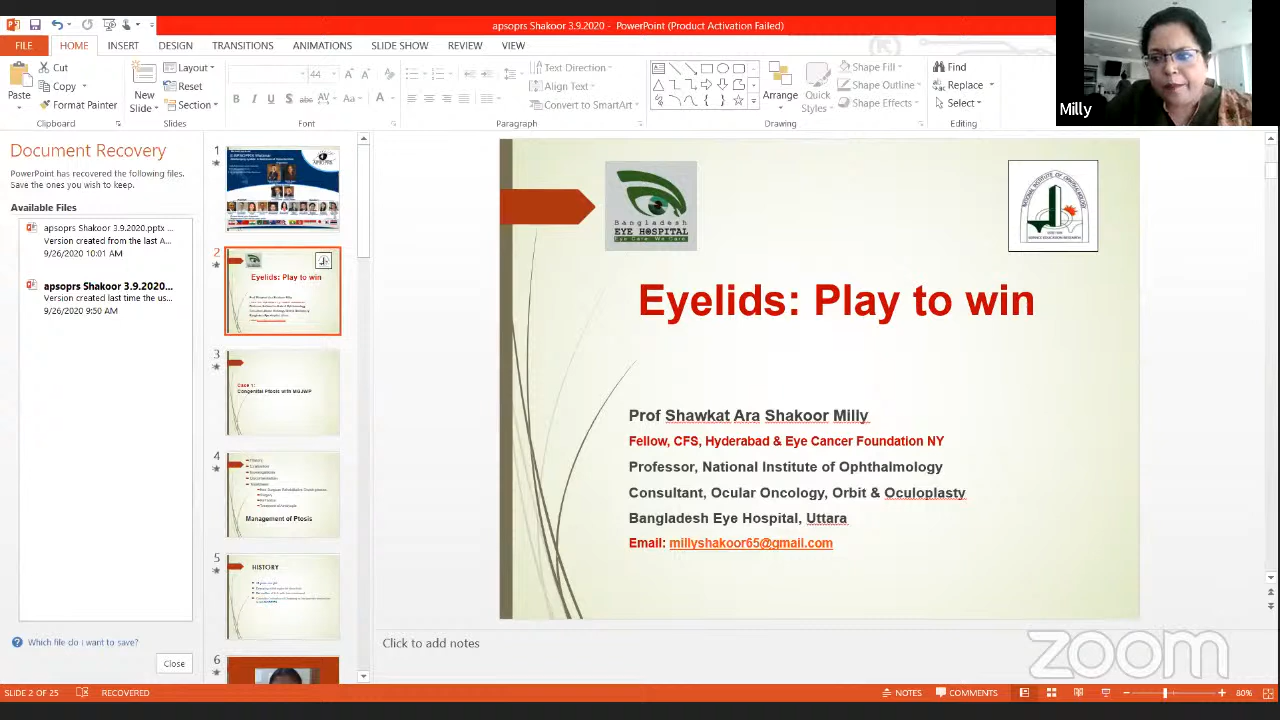 apsoprs Shakoor 3.9.2020 - PowerPoint (Product Activation Failed)
FILE HOME INSERT DESIGN TRANSITIONS ANIMATIONS SLIDE SHOW REVIEW VIEW
Paste
Cut
Copy
Format Painter
Clipboard
New
Slide
Layout
Reset
Section
Slides
44
Font
Text Direction
Align Text
Convert to SmartArt
Paragraph
Arrange
Quick
Styles
Shape Fill
Shape Outline
Shape Effects
Drawing
Find
Replace
Select
Editing
Milly
Document Recovery
PowerPoint has recovered the following files.
Save the ones you wish to keep.
Available Files
apsoprs Shakoor 3.9.2020.pptx ...
Version created from the last A...
9/26/2020 10:01 AM
apsoprs Shakoor 3.9.2020...
Version created last time the us...
9/26/2020 9:50 AM
Which file do i want to save?
Close
1
2
Eyelids: Play to win
3
Case 1:
Congenital Ptosis with MGJWP
4
Management of Ptosis
5
HISTORY
6
Bangladesh
EYE HOSPITAL
Eye Care, We Care
Eyelids: Play to win
Prof Shawkat Ara Shakoor Milly
Fellow, CFS, Hyderabad & Eye Cancer Foundation NY
Professor, National Institute of Ophthalmology
Consultant, Ocular Oncology, Orbit & Oculoplasty
Bangladesh Eye Hospital, Uttara
Email: millyshakoor65@gmail.com
Click to add notes
zoom
SLIDE 2 OF 25 RECOVERED NOTES COMMENTS 80%